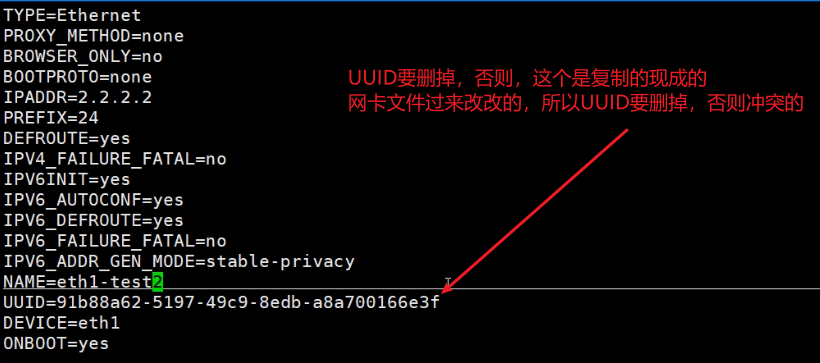 TYPE=Ethernet
PROXY_METHOD=none
BROWSER_ONLY=no
BOOTPROTO=none
IPADDR=2.2.2.2
PREFIX=24
DEFROUTE=yes
IPV4_FAILURE_FATAL=no
IPV6INIT=yes
IPV6_AUTOCONF=yes
IPV6_DEFROUTE=yes
IPV6_FAILURE_FATAL=no
IPV6_ADDR_GEN_MODE=stable-privacy
NAME=eth1-test2
UUID=91b88a62-5197-49c9-8edb-a8a700166e3f
DEVICE=eth1
ONBOOT=yes
UUID要删掉，否则，这个是复制的现成的
网卡文件过来改改的，所以UUID要删掉，否则冲突的